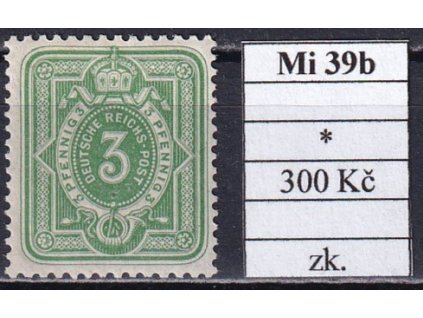 3 PFENNIG 3
3 PFENNIG 3
DEUTSCHE REICHS-POST
3
Mi 39b
*
300 Kč
zk.